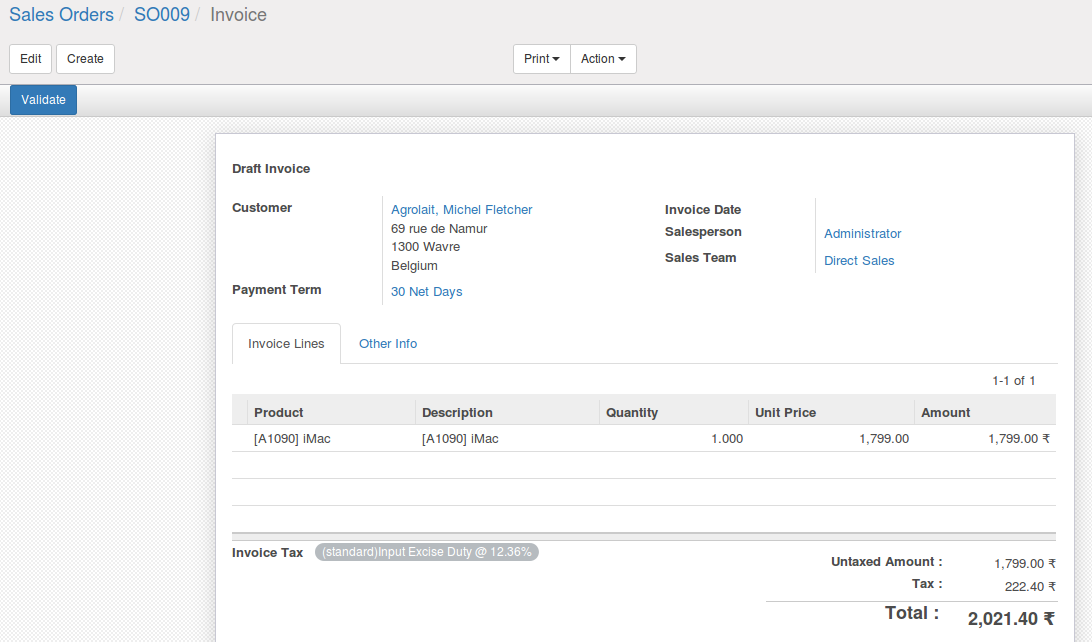 Sales Orders / SO009 / Invoice
Edit Create Print Action
Validate
Draft Invoice
Customer
Agrolait, Michel Fletcher
69 rue de Namur
1300 Wavre
Belgium
Payment Term 30 Net Days
Invoice Date
Salesperson Administrator
Sales Team Direct Sales
Invoice Lines Other Info
1-1 of 1
Product Description Quantity Unit Price Amount
[A1090] iMac [A1090] iMac 1.000 1,799.00 1,799.00 ₹
Invoice Tax (standard)Input Excise Duty @ 12.36%
Untaxed Amount : 1,799.00 ₹
Tax : 222.40 ₹
Total : 2,021.40 ₹